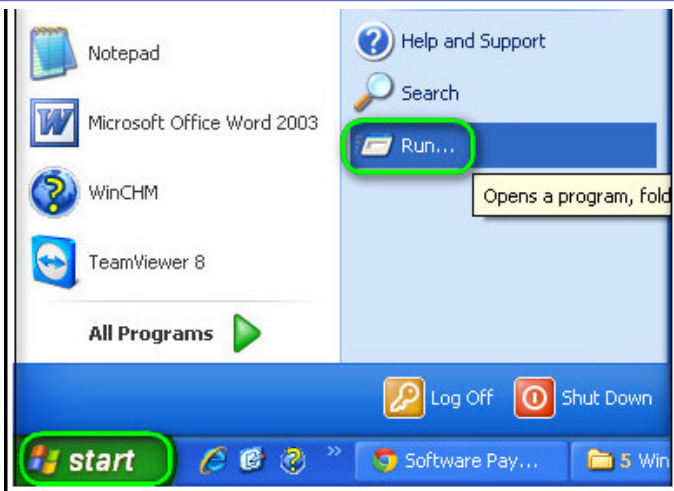 Notepad
Microsoft Office Word 2003
WinCHM
TeamViewer 8
All Programs
Help and Support
Search
Run...
Opens a program, fold
Log Off
Shut Down
start
Software Pay...
5 Win